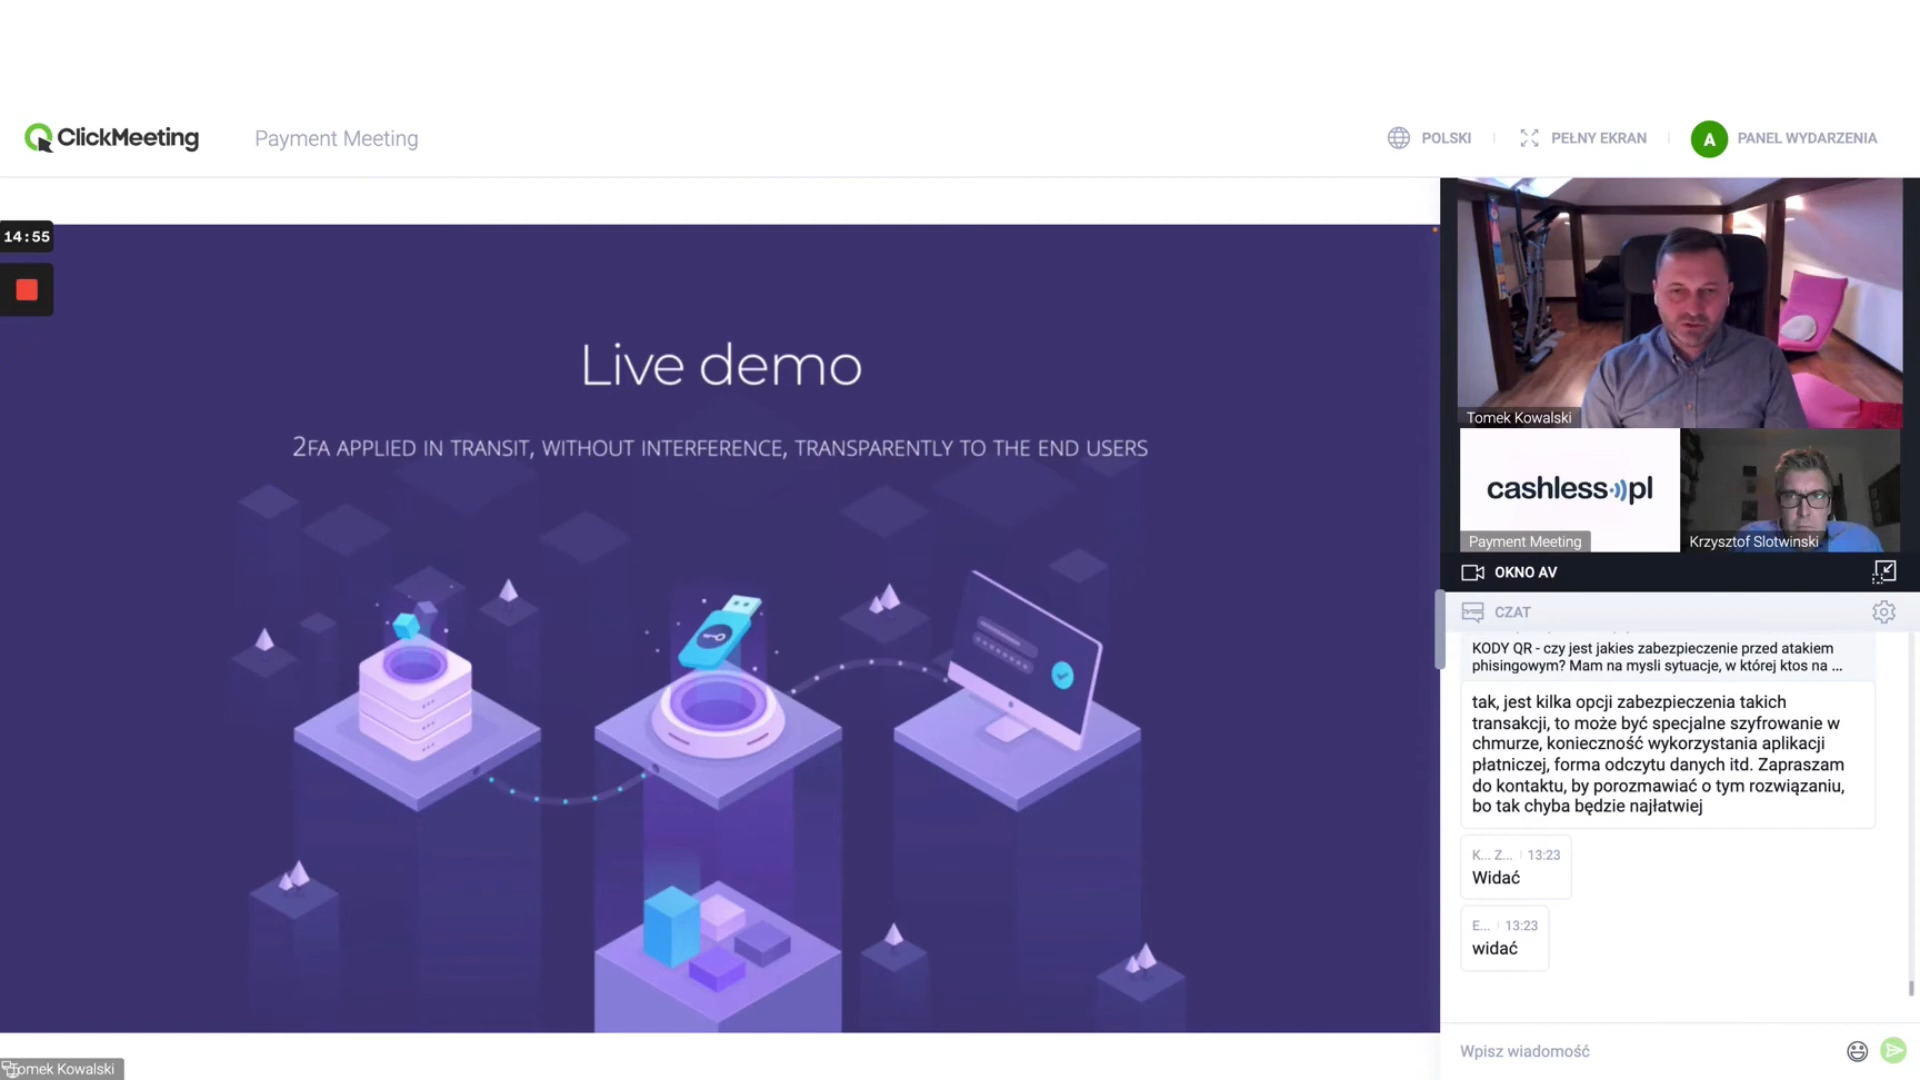 ClickMeeting
Payment Meeting
POLSKI
PEŁNY EKRAN
A
PANEL WYDARZENIA
14:55
Live demo
2FA APPLIED IN TRANSIT, WITHOUT INTERFERENCE, TRANSPARENTLY TO THE END USERS
Tomek Kowalski
cashless.pl
Payment Meeting
Krzysztof Slotwinski
OKNO AV
CZAT
KODY QR - czy jest jakies zabezpieczenie przed atakiem
phisingowym? Mam na mysli sytuacje, w której ktos na ...
tak, jest kilka opcji zabezpieczenia takich
transakcji, to może być specjalne szyfrowanie w
chmurze, konieczność wykorzystania aplikacji
płatniczej, forma odczytu danych itd. Zapraszam
do kontaktu, by porozmawiać o tym rozwiązaniu,
bo tak chyba będzie najłatwiej
K... Z... 13:23
Widać
E... 13:23
widać
Wpisz wiadomość
Tomek Kowalski